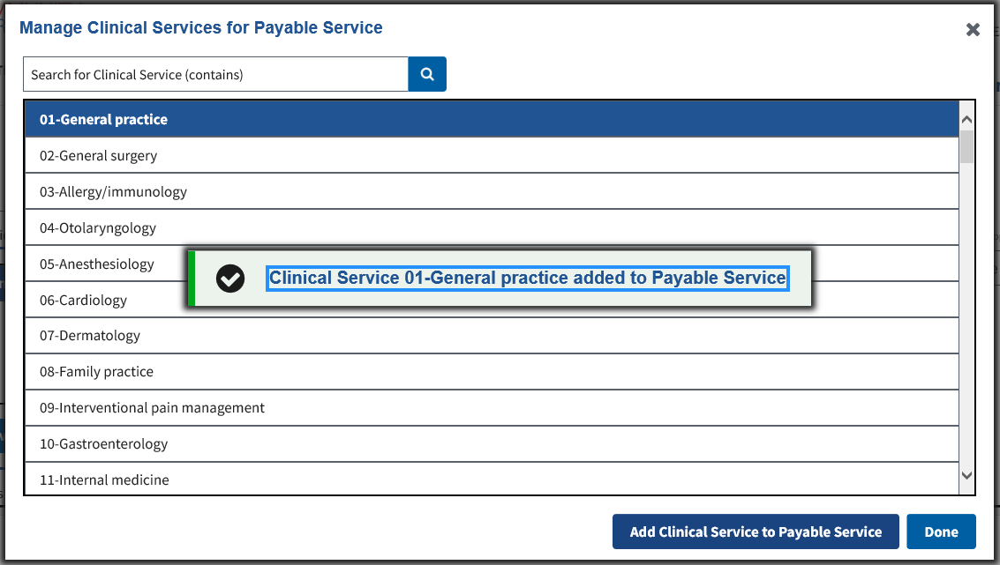 Manage Clinical Services for Payable Service
Search for Clinical Service (contains)
01-General practice
02-General surgery
03-Allergy/immunology
04-Otolaryngology
05-Anesthesiology
Clinical Service 01-General practice added to Payable Service
06-Cardiology
07-Dermatology
08-Family practice
09-Interventional pain management
10-Gastroenterology
11-Internal medicine
Add Clinical Service to Payable Service
Done